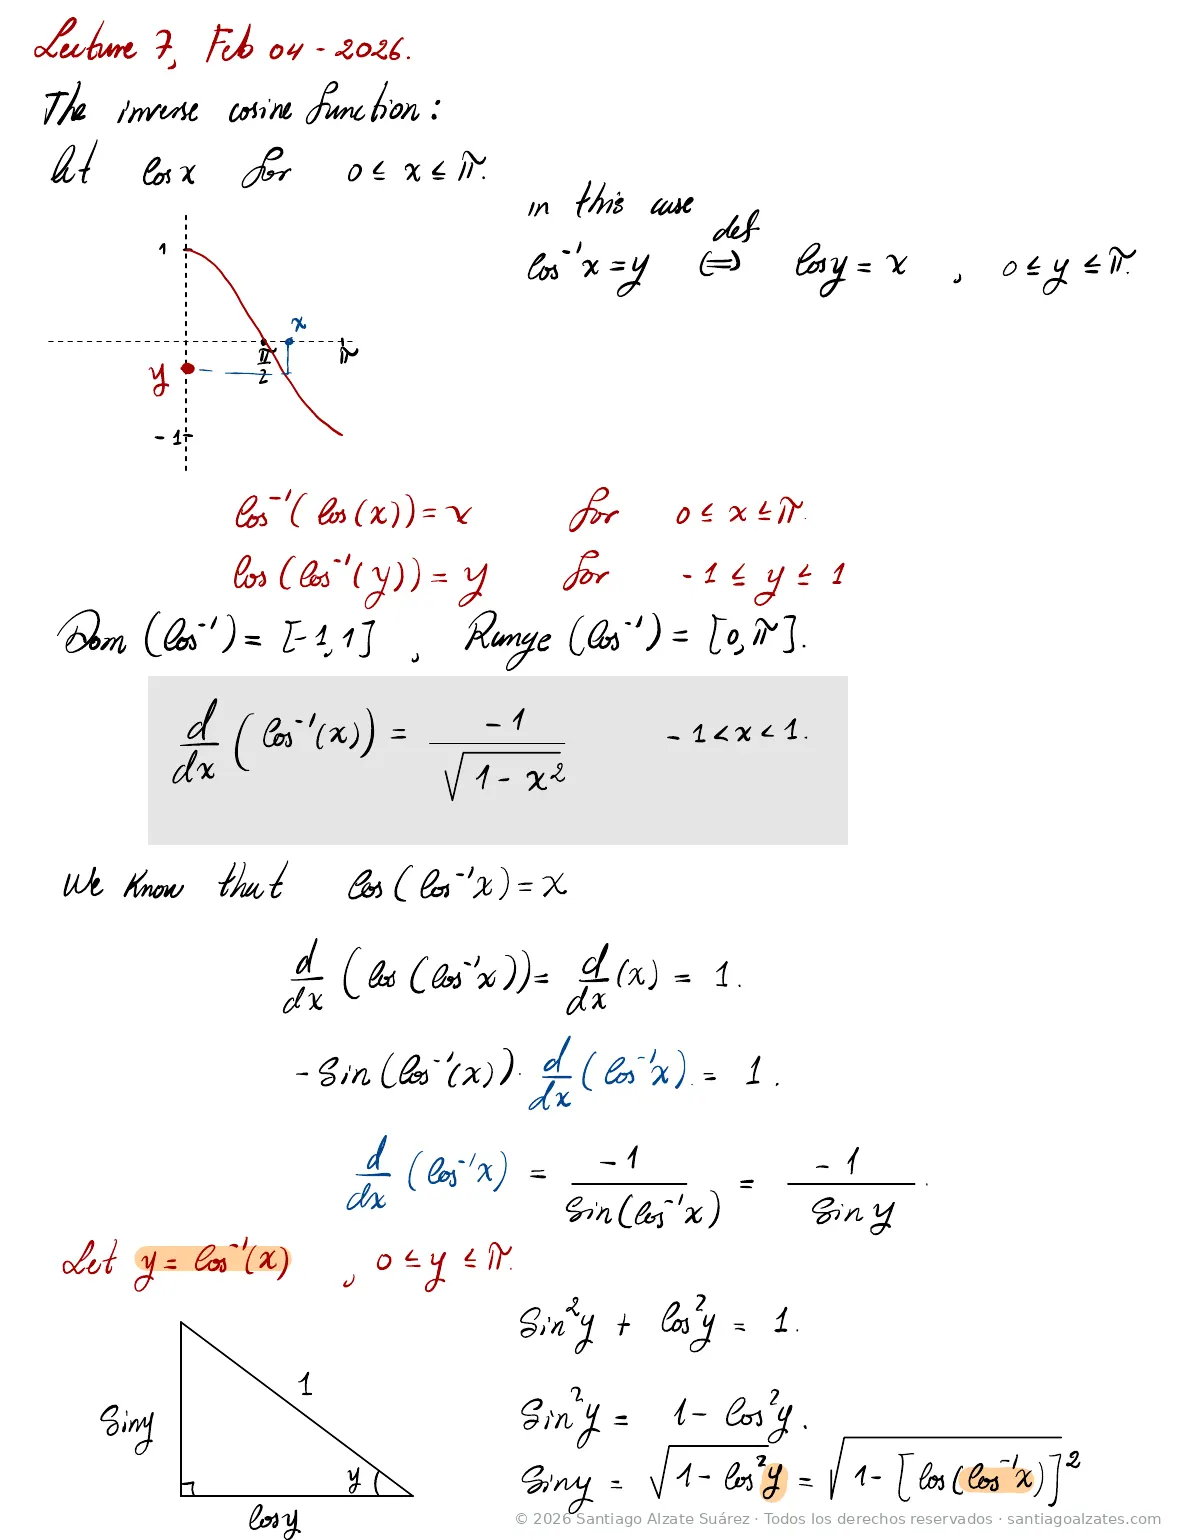 Lecture 7, Feb 04 - 2026.
The inverse cosine function:
let cos x for 0 ≤ x ≤ π.
in this case
cos⁻¹x = y ⇔ (def) cos y = x , 0 ≤ y ≤ π.
1
x
π/2
π
y
-1
cos⁻¹(cos(x)) = x for 0 ≤ x ≤ π.
cos(cos⁻¹(y)) = y for -1 ≤ y ≤ 1
Dom (cos⁻¹) = [-1, 1] , Range (cos⁻¹) = [0, π].
d/dx (cos⁻¹(x)) = -1/√(1 - x²) -1 < x < 1.
We know that cos(cos⁻¹x) = x
d/dx (cos(cos⁻¹x)) = d/dx (x) = 1.
-Sin(cos⁻¹(x)) · d/dx (cos⁻¹x) = 1.
d/dx (cos⁻¹x) = -1/Sin(cos⁻¹x) = -1/Sin y.
Let y = cos⁻¹(x) , 0 ≤ y ≤ π.
Sin²y + cos²y = 1.
1
Sin y
y
cos y
Sin²y = 1 - cos²y.
Sin y = √(1 - cos²y) = √(1 - [cos(cos⁻¹x)]²)
© 2026 Santiago Alzate Suárez · Todos los derechos reservados · santiagoalzates.com